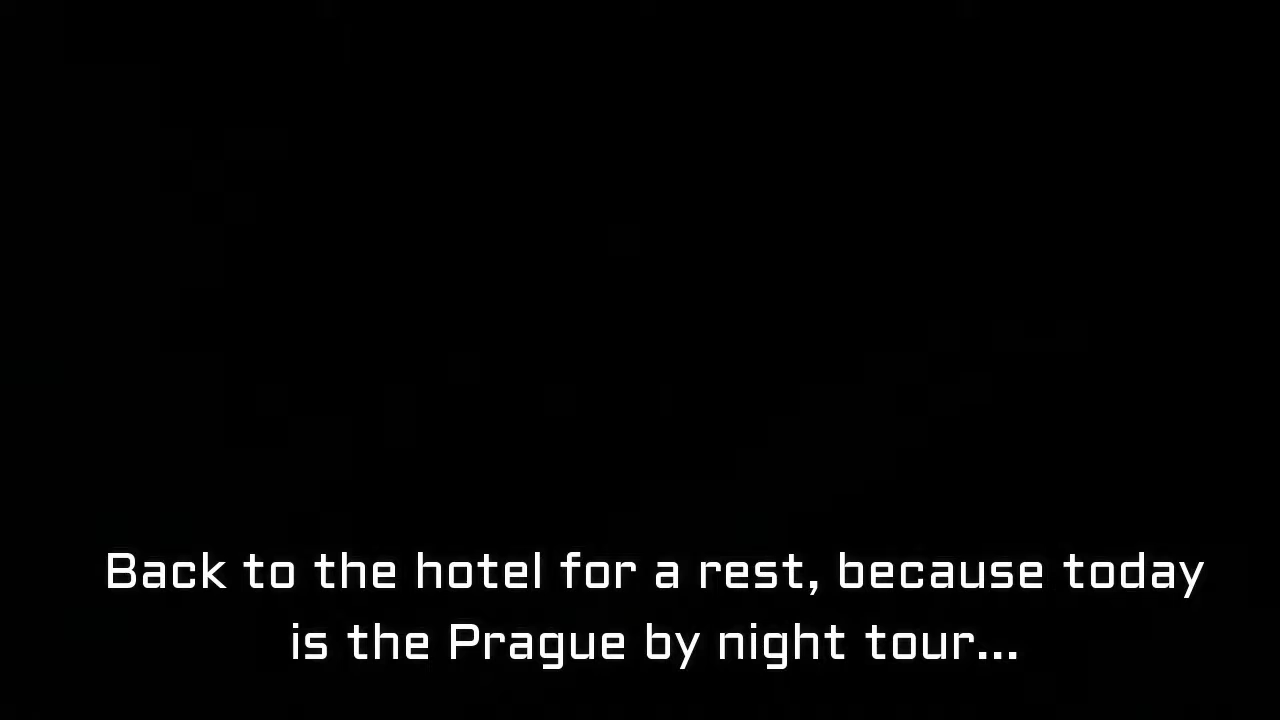 Back to the hotel for a rest, because today
is the Prague by night tour...